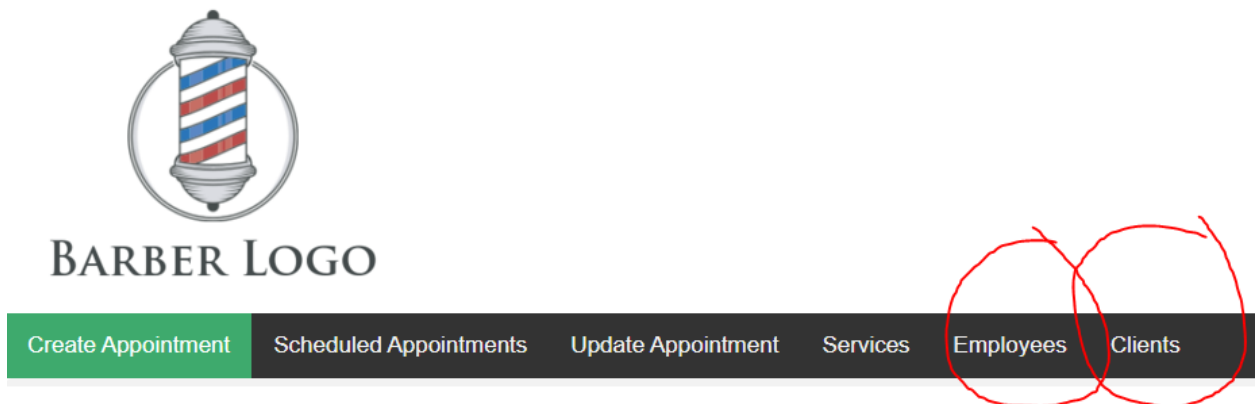 BARBER LOGO
Create Appointment Scheduled Appointments Update Appointment Services Employees Clients